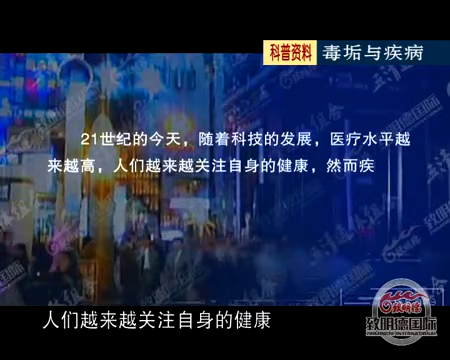 科普资料 毒垢与疾病
21世纪的今天，随着科技的发展，医疗水平越
来越高，人们越来越关注自身的健康，然而疾
人们越来越关注自身的健康
致明德国际